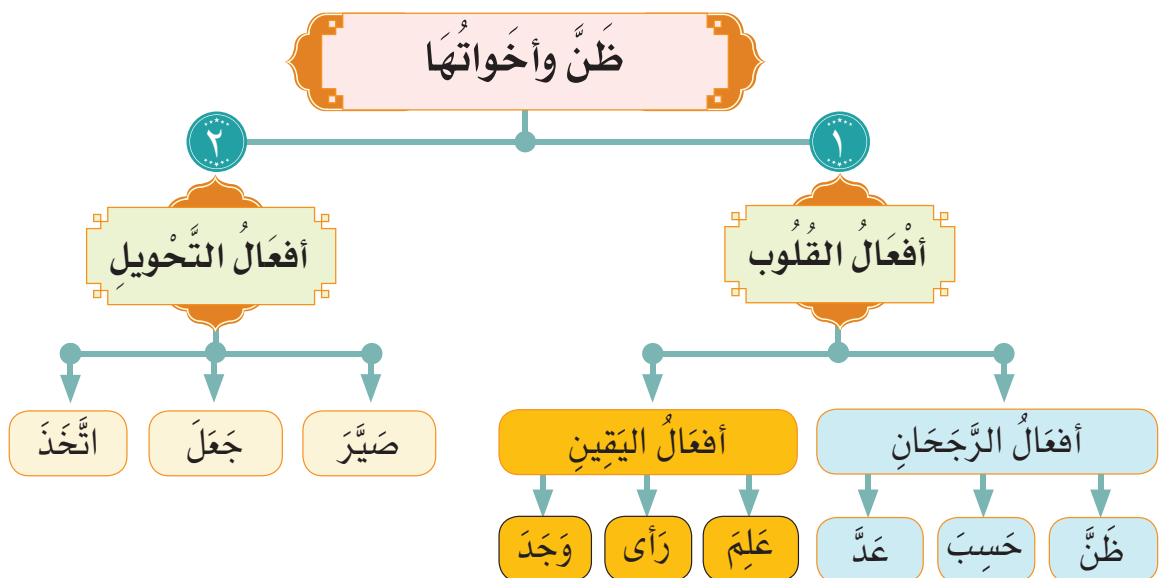 ظَنَّ وأخَواتُهَا
١
٢
أفْعَالُ القُلُوب
أفعَالُ التَّحْويلِ
أفعَالُ الرَّجَحَانِ
أفعَالُ اليَقِينِ
صَيَّرَ
جَعَلَ
اتَّخَذَ
ظَنَّ
حَسِبَ
عَدَّ
عَلِمَ
رَأى
وَجَدَ